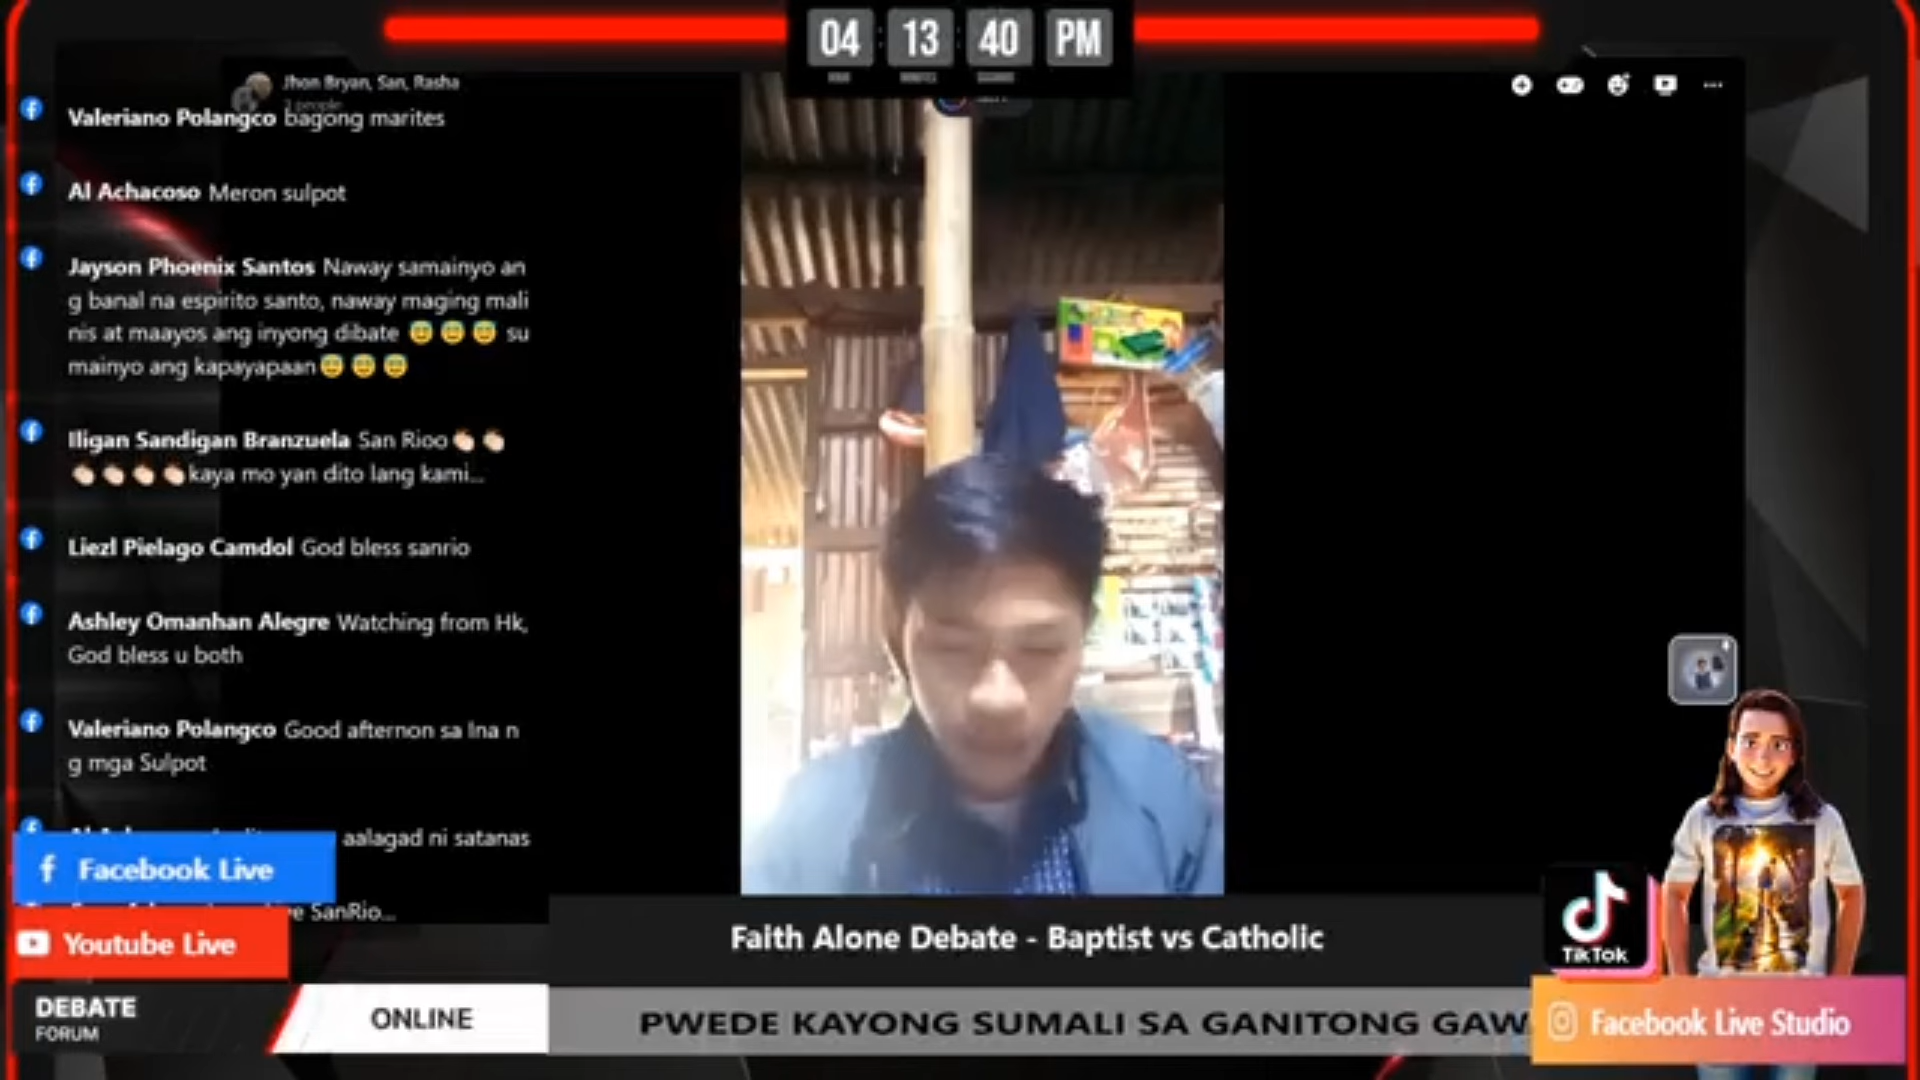 04 13 40 PM
Jhon Bryan, San, Rasha
3 people
Valeriano Polangco bagong marites
Al Achacoso Meron sulpot
Jayson Phoenix Santos Naway samainyo an
g banal na espirito santo, naway maging mali
nis at maayos ang inyong dibate 😇 😇 😇 su
mainyo ang kapayapaan😇 😇 😇
Iligan Sandigan Branzuela San Rioo👏🏻 👏🏻
👏🏻 👏🏻 👏🏻 👏🏻kaya mo yan dito lang kami...
Liezl Pielago Camdol God bless sanrio
Ashley Omanhan Alegre Watching from Hk,
God bless u both
Valeriano Polangco Good afternon sa Ina n
g mga Sulpot
aalagad ni satanas
SanRio...
Facebook Live
Youtube Live
Faith Alone Debate - Baptist vs Catholic
TikTok
DEBATE
FORUM
ONLINE
PWEDE KAYONG SUMALI SA GANITONG GAW
Facebook Live Studio